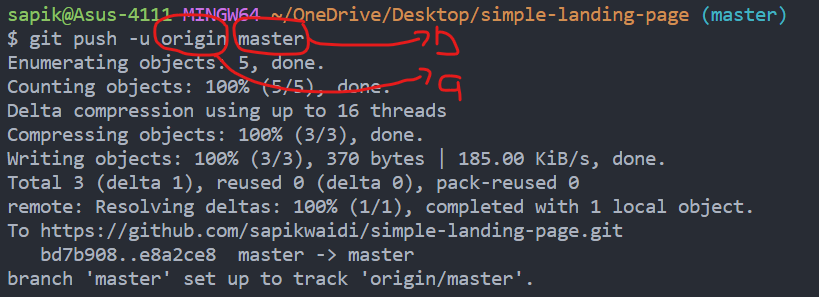 sapik@Asus-4111 MINGW64 ~/OneDrive/Desktop/simple-landing-page (master)
$ git push -u origin master
Enumerating objects: 5, done.
Counting objects: 100% (5/5), done.
Delta compression using up to 16 threads
Compressing objects: 100% (3/3), done.
Writing objects: 100% (3/3), 370 bytes | 185.00 KiB/s, done.
Total 3 (delta 1), reused 0 (delta 0), pack-reused 0
remote: Resolving deltas: 100% (1/1), completed with 1 local object.
To https://github.com/sapikwaidi/simple-landing-page.git
   bd7b908..e8a2ce8  master -> master
branch 'master' set up to track 'origin/master'.